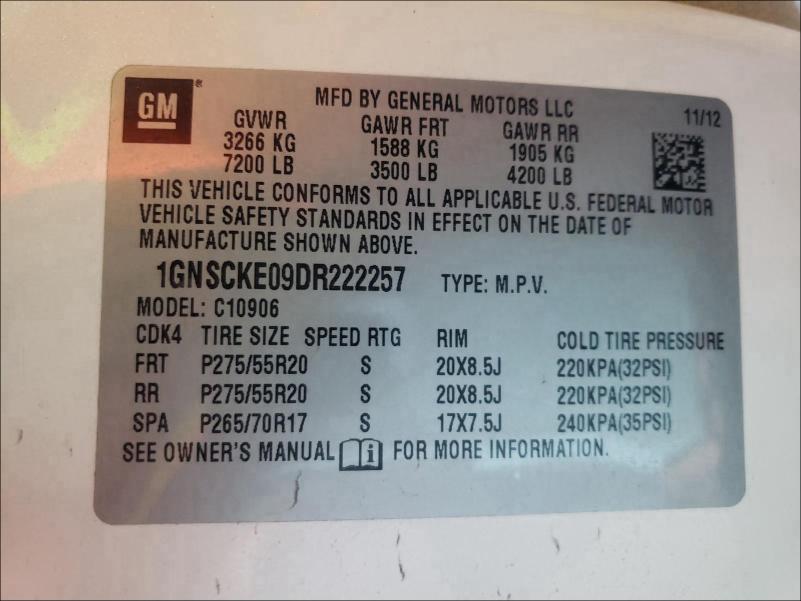 GM ®
MFD BY GENERAL MOTORS LLC 11/12
GVWR GAWR FRT GAWR RR
3266 KG 1588 KG 1905 KG
7200 LB 3500 LB 4200 LB
THIS VEHICLE CONFORMS TO ALL APPLICABLE U.S. FEDERAL MOTOR
VEHICLE SAFETY STANDARDS IN EFFECT ON THE DATE OF
MANUFACTURE SHOWN ABOVE.
1GNSCKE09DR222257 TYPE: M.P.V.
MODEL: C10906
CDK4 TIRE SIZE SPEED RTG RIM COLD TIRE PRESSURE
FRT P275/55R20 S 20X8.5J 220KPA(32PSI)
RR P275/55R20 S 20X8.5J 220KPA(32PSI)
SPA P265/70R17 S 17X7.5J 240KPA(35PSI)
SEE OWNER'S MANUAL i FOR MORE INFORMATION.